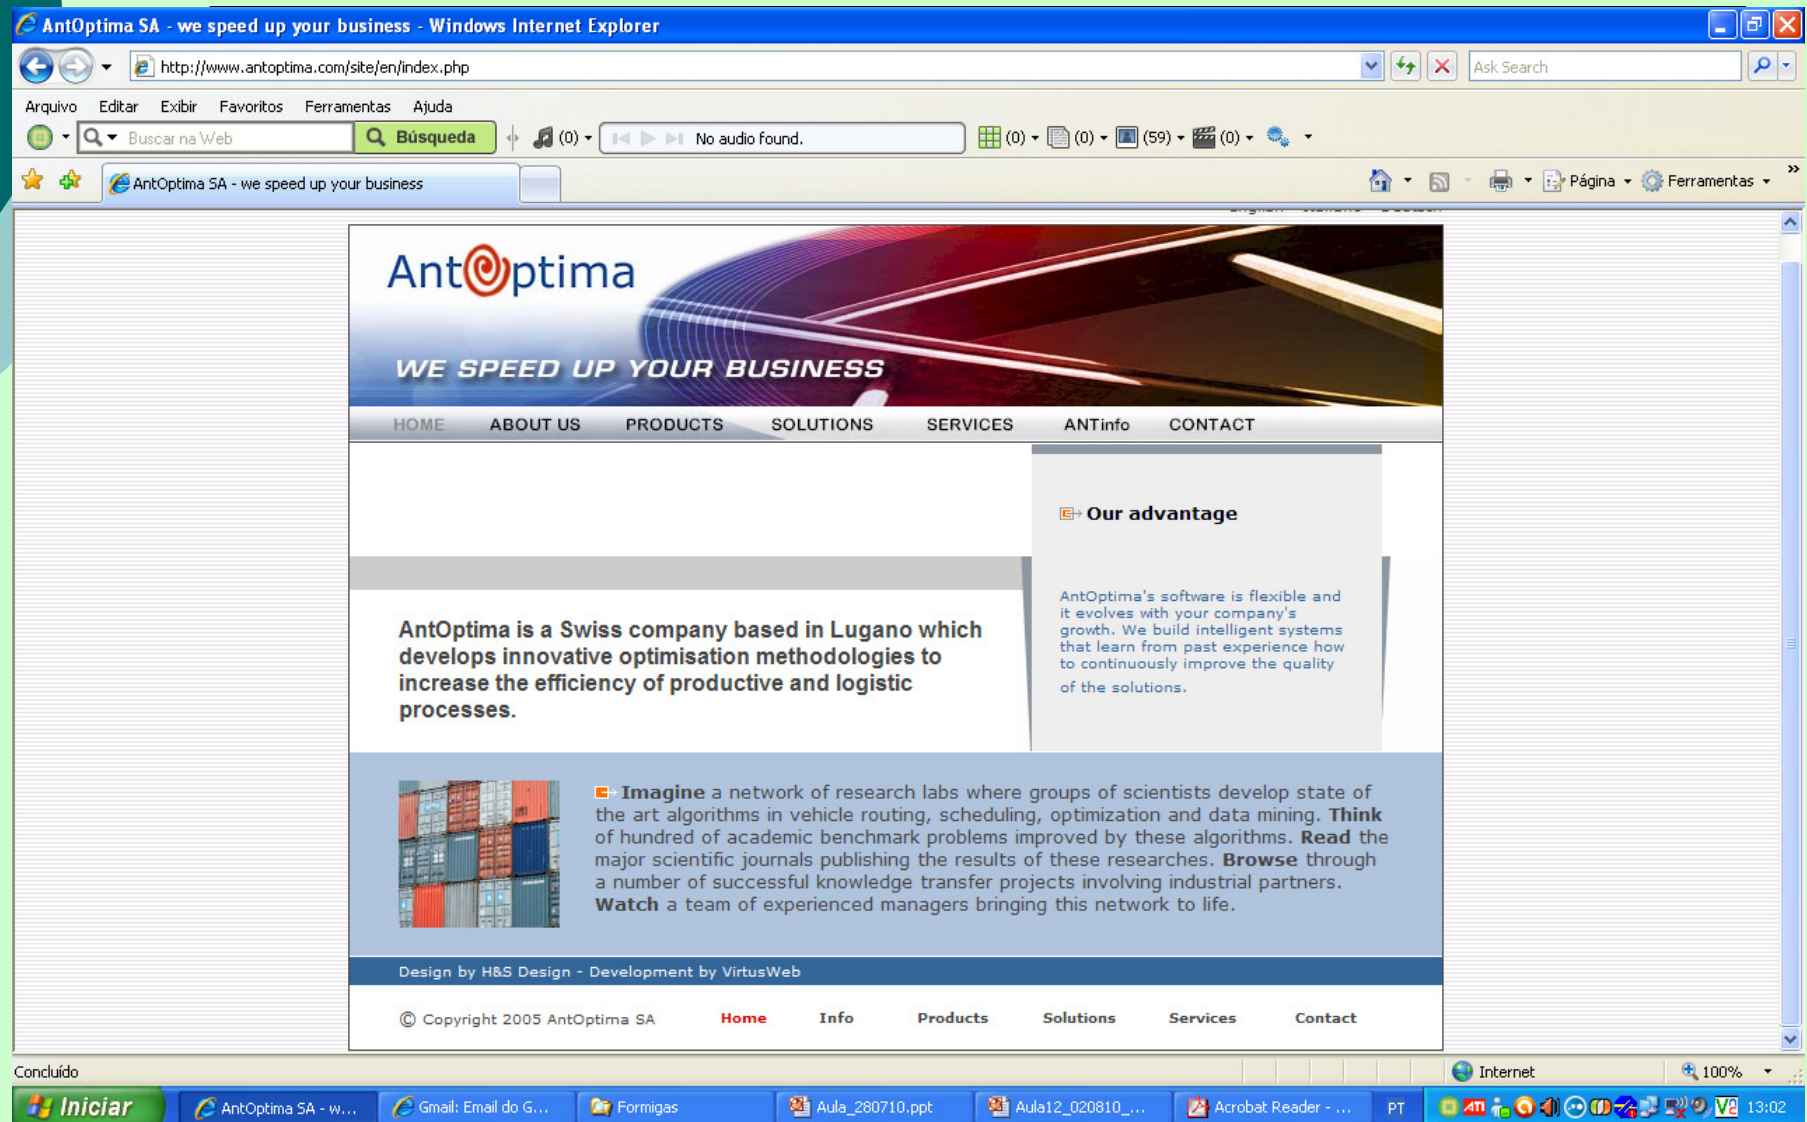 AntOptima SA - we speed up your business - Windows Internet Explorer
http://www.antoptima.com/site/en/index.php
Ask Search
Arquivo Editar Exibir Favoritos Ferramentas Ajuda
Buscar na Web Búsqueda (0) No audio found. (0) (0) (59) (0)
AntOptima SA - we speed up your business Página Ferramentas »
AntOptima
WE SPEED UP YOUR BUSINESS
HOME ABOUT US PRODUCTS SOLUTIONS SERVICES ANTinfo CONTACT
Our advantage
AntOptima's software is flexible and
it evolves with your company's
growth. We build intelligent systems
that learn from past experience how
to continuously improve the quality
of the solutions.
AntOptima is a Swiss company based in Lugano which
develops innovative optimisation methodologies to
increase the efficiency of productive and logistic
processes.
Imagine a network of research labs where groups of scientists develop state of
the art algorithms in vehicle routing, scheduling, optimization and data mining. Think
of hundred of academic benchmark problems improved by these algorithms. Read the
major scientific journals publishing the results of these researches. Browse through
a number of successful knowledge transfer projects involving industrial partners.
Watch a team of experienced managers bringing this network to life.
Design by H&S Design - Development by VirtusWeb
© Copyright 2005 AntOptima SA Home Info Products Solutions Services Contact
Concluído Internet 100%
Iniciar AntOptima SA - w... Gmail: Email do G... Formigas Aula_280710.ppt Aula12_020810_... Acrobat Reader - ... PT ATI 13:02